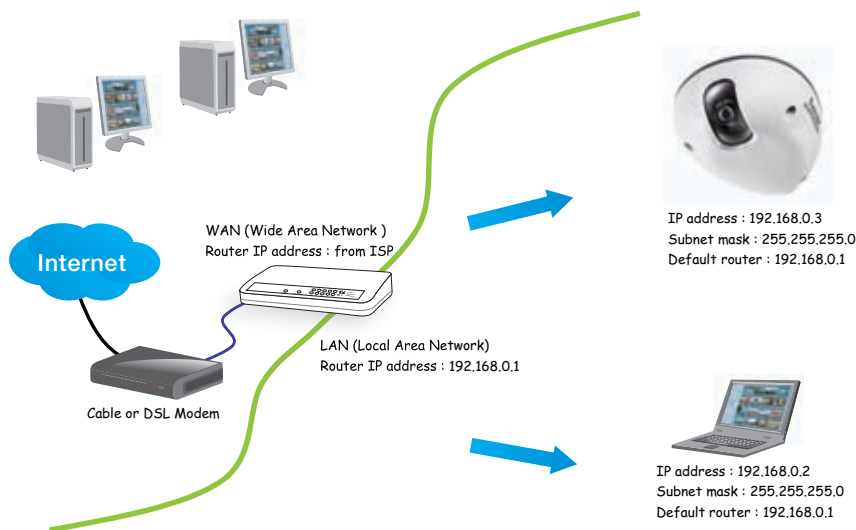 WAN (Wide Area Network )
Router IP address : from ISP
Internet
LAN (Local Area Network)
Router IP address : 192.168.0.1
Cable or DSL Modem
IP address : 192.168.0.3
Subnet mask : 255.255.255.0
Default router : 192.168.0.1
IP address : 192.168.0.2
Subnet mask : 255.255.255.0
Default router : 192.168.0.1